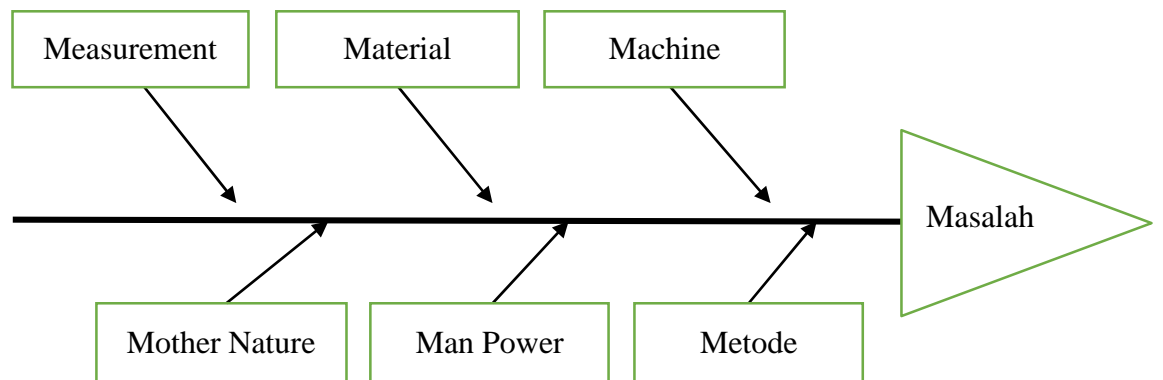 Measurement
Material
Machine
Masalah
Mother Nature
Man Power
Metode